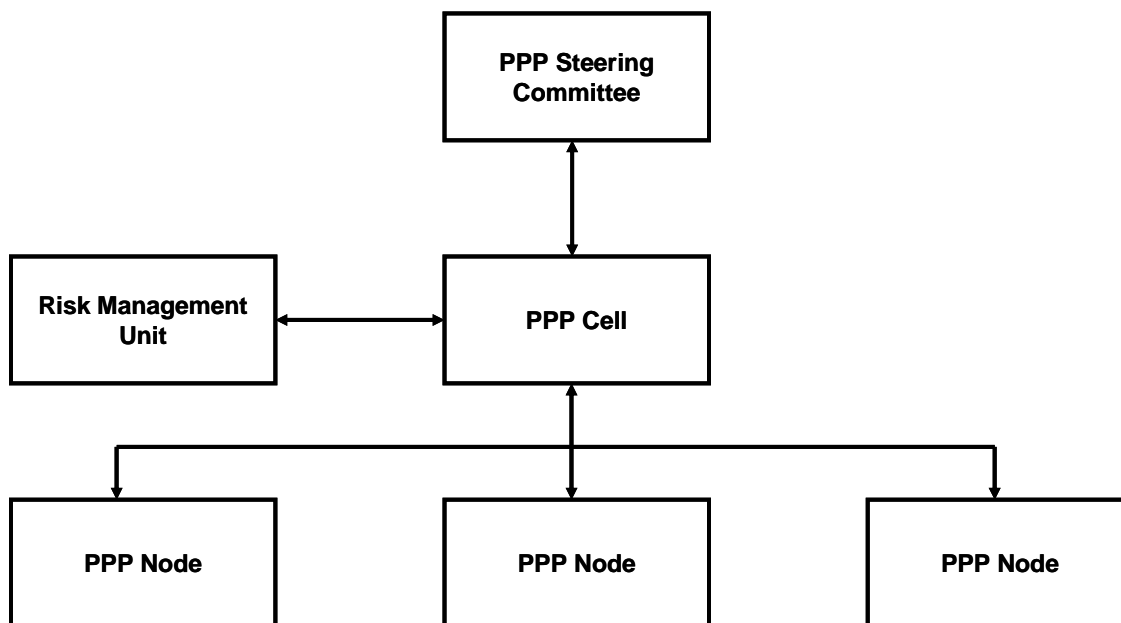 PPP Steering
Committee
Risk Management
Unit
PPP Cell
PPP Node
PPP Node
PPP Node